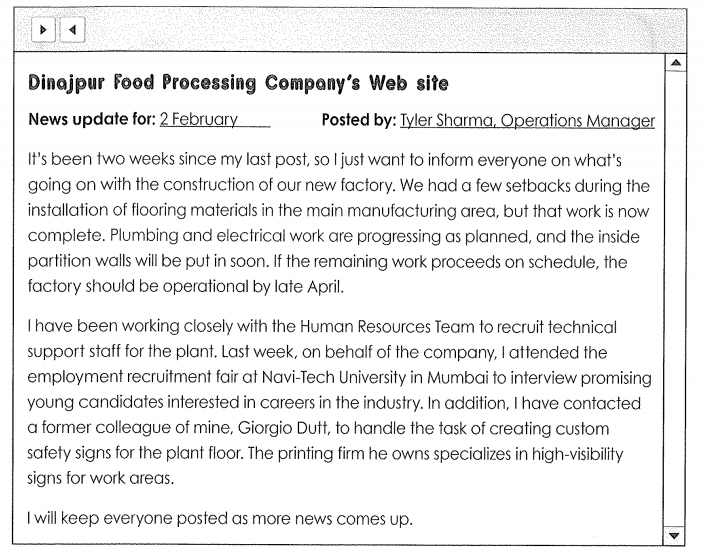 Dinajpur Food Processing Company's Web site
News update for: 2 February Posted by: Tyler Sharma, Operations Manager
It's been two weeks since my last post, so I just want to inform everyone on what's
going on with the construction of our new factory. We had a few setbacks during the
installation of flooring materials in the main manufacturing area, but that work is now
complete. Plumbing and electrical work are progressing as planned, and the inside
partition walls will be put in soon. If the remaining work proceeds on schedule, the
factory should be operational by late April.
I have been working closely with the Human Resources Team to recruit technical
support staff for the plant. Last week, on behalf of the company, I attended the
employment recruitment fair at Navi-Tech University in Mumbai to interview promising
young candidates interested in careers in the industry. In addition, I have contacted
a former colleague of mine, Giorgio Dutt, to handle the task of creating custom
safety signs for the plant floor. The printing firm he owns specializes in high-visibility
signs for work areas.
I will keep everyone posted as more news comes up.